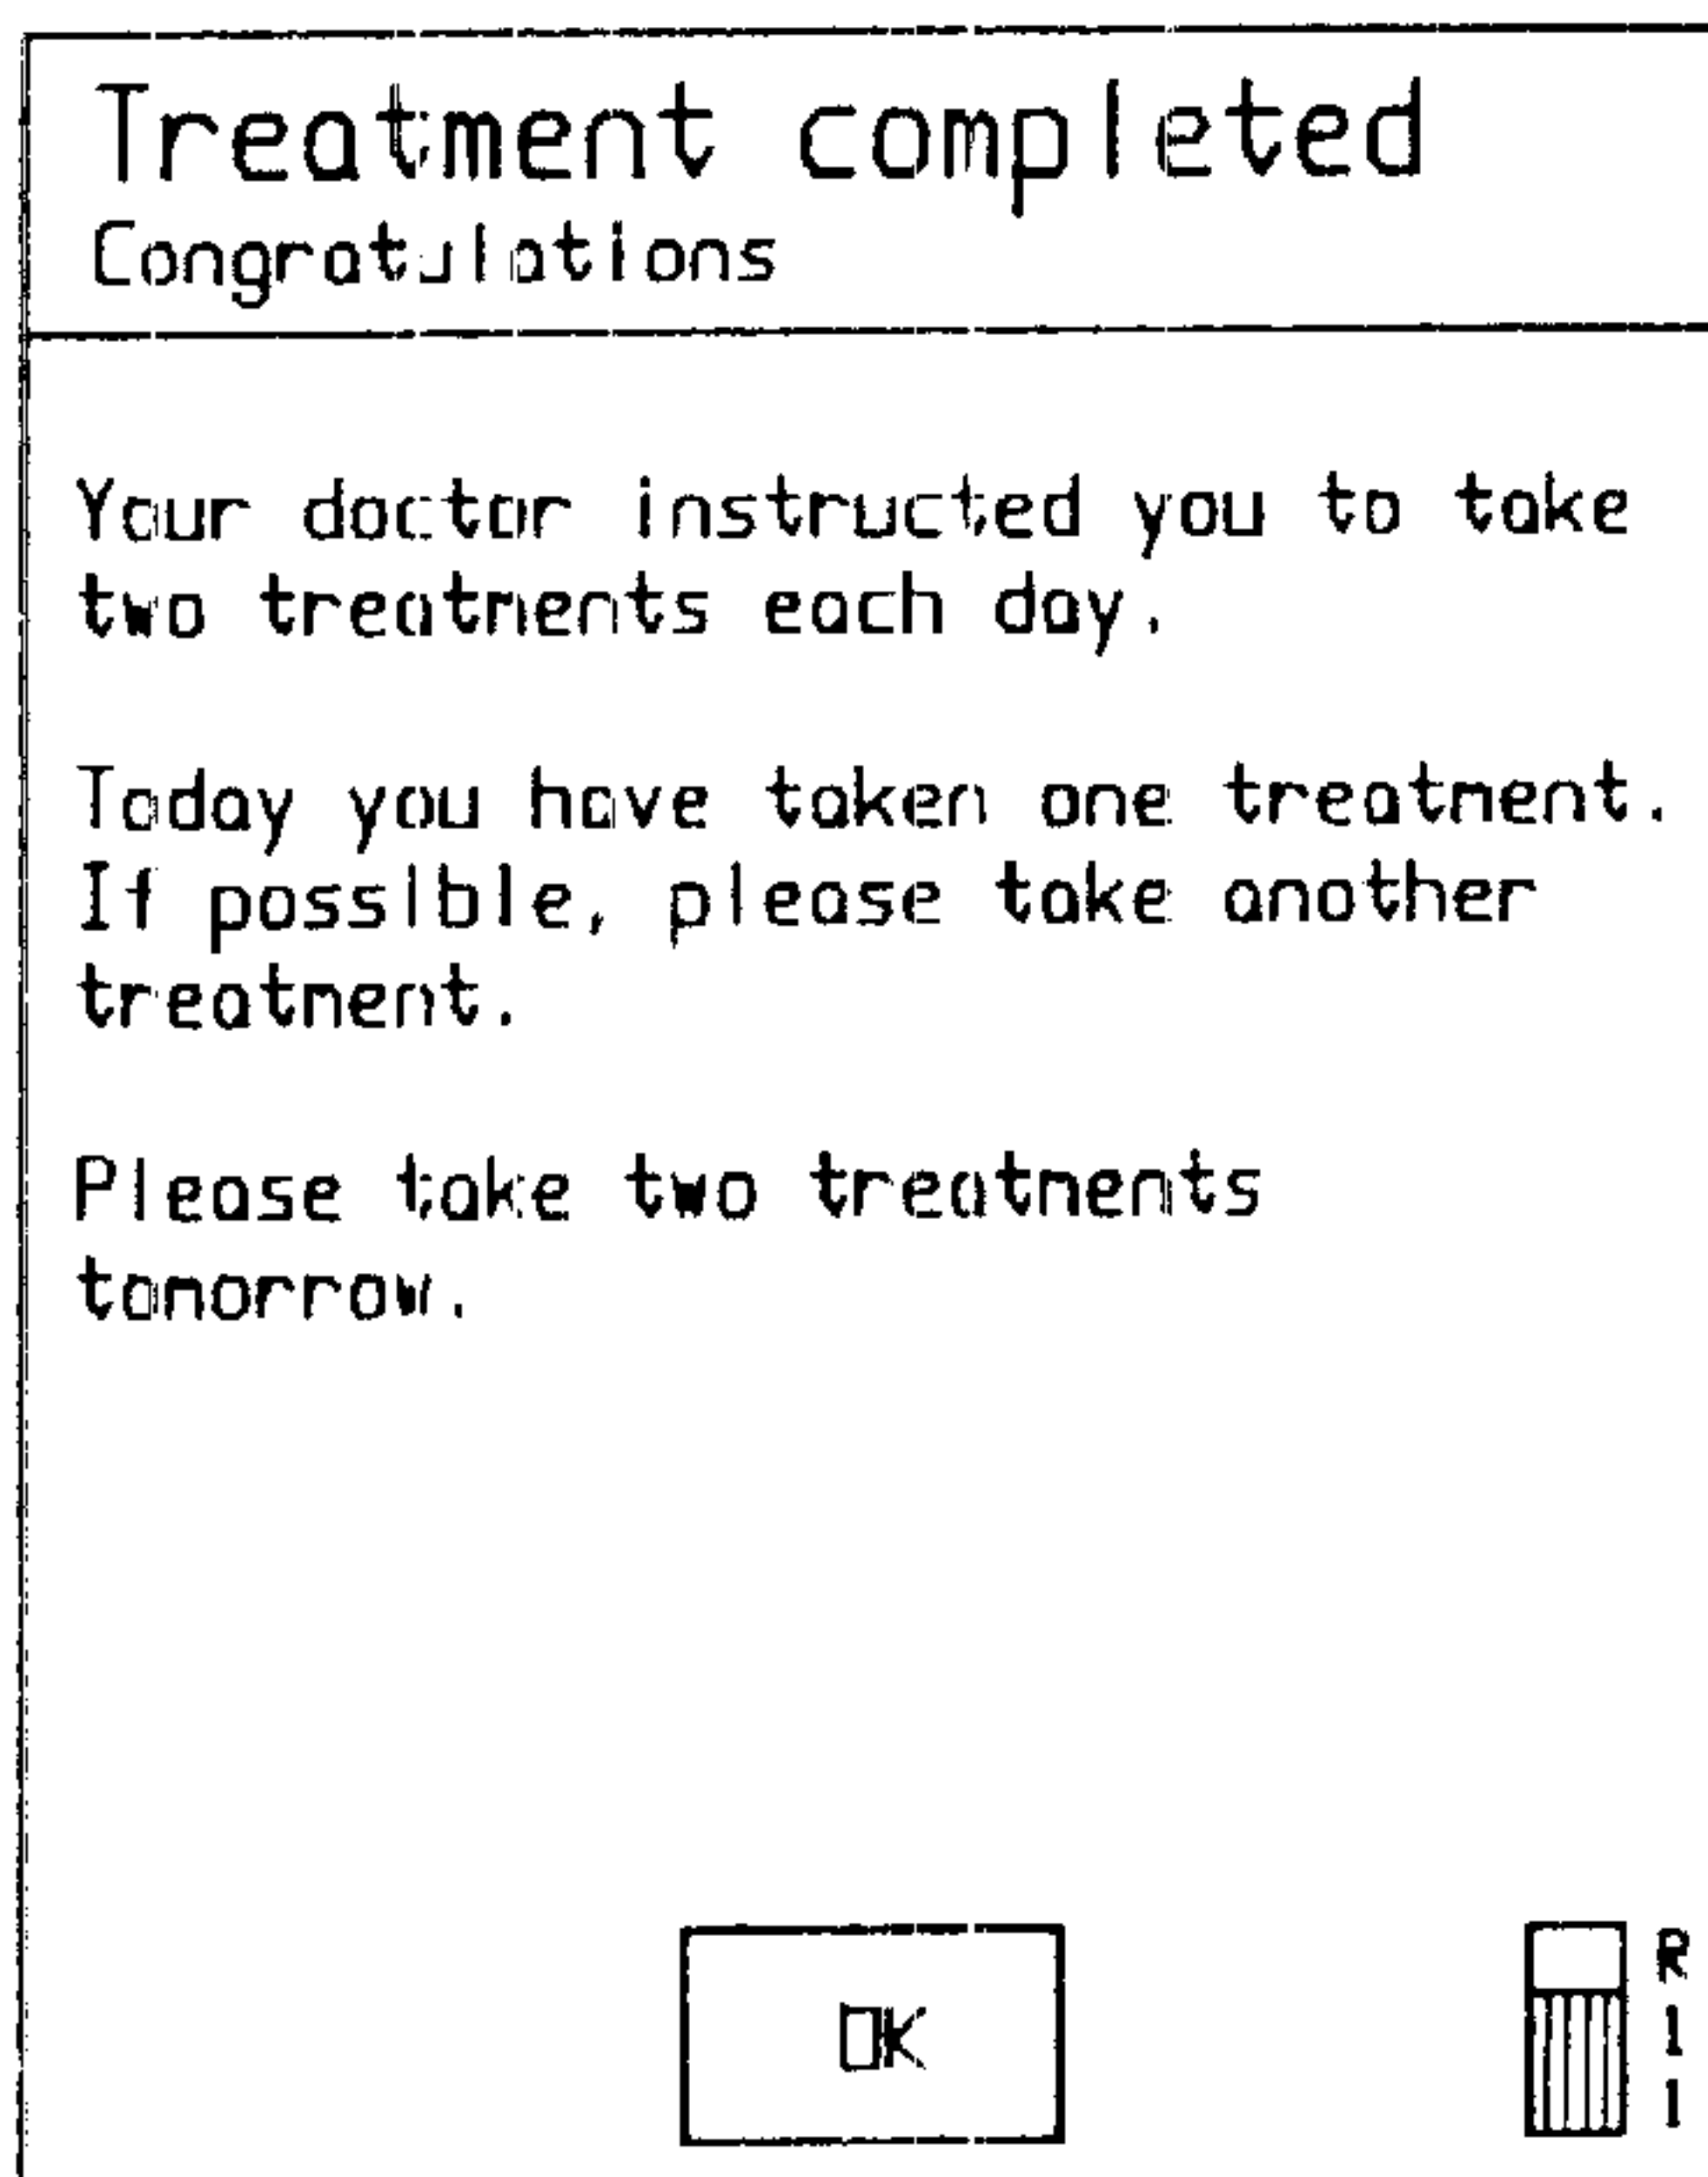 Treatment completed
Congratulations
Your doctor instructed you to take
two treatments each day.
Today you have taken one treatment.
If possible, please take another
treatment.
Please take two treatments
tomorrow.
OK
R
1
1